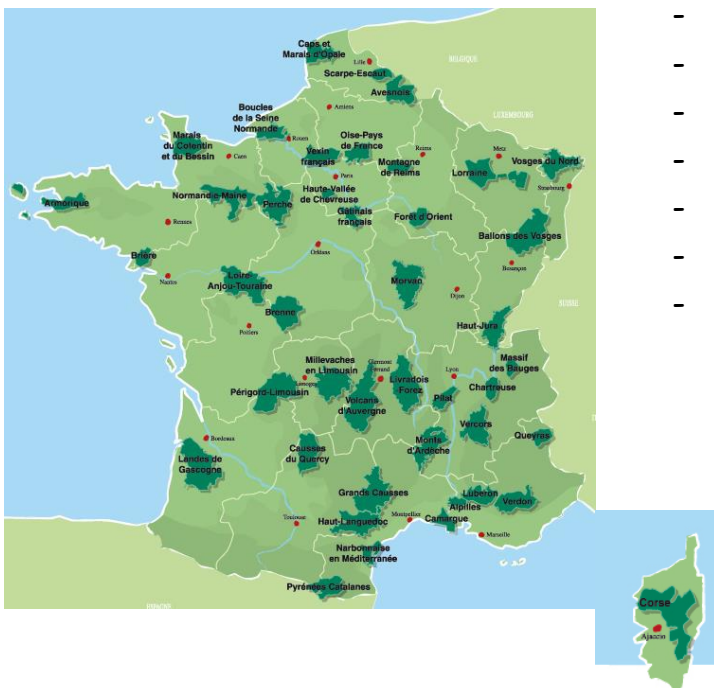 Caps et
Marais d'Opale
Lille
BELGIQUE
Scarpe-Escaut
Avesnois
Amiens
LUXEMBOURG
Boucles
de la Seine
Normande
Rouen
Marais
du Cotentin
et du Bessin
Caen
Oise-Pays
de France
Vexin
français
Reims
Montagne
de Reims
Metz
Lorraine
Vosges du Nord
Strasbourg
Paris
Armorique
Normandie-Maine
Perche
Haute-Vallée
de Chevreuse
Gâtinais
français
Forêt d'Orient
Rennes
Ballons des Vosges
Orléans
Brière
Nantes
Besançon
Loire-
Anjou-Touraine
Morvan
Dijon
Brenne
Poitiers
Haut-Jura
Millevaches
en Limousin
Limoges
Clermont
Ferrand
Lyon
Massif
des Bauges
Périgord-Limousin
Volcans
d'Auvergne
Livradois
Forez
Pilat
Chartreuse
Vercors
Queyras
Bordeaux
Monts
d'Ardèche
Causses
du Quercy
Landes de
Gascogne
Grands Causses
Luberon
Verdon
Alpilles
Toulouse
Haut-Languedoc
Montpellier
Camargue
Marseille
Narbonnaise
en Méditerranée
Pyrénées Catalanes
Corse
Ajaccio
-
-
-
-
-
-
-